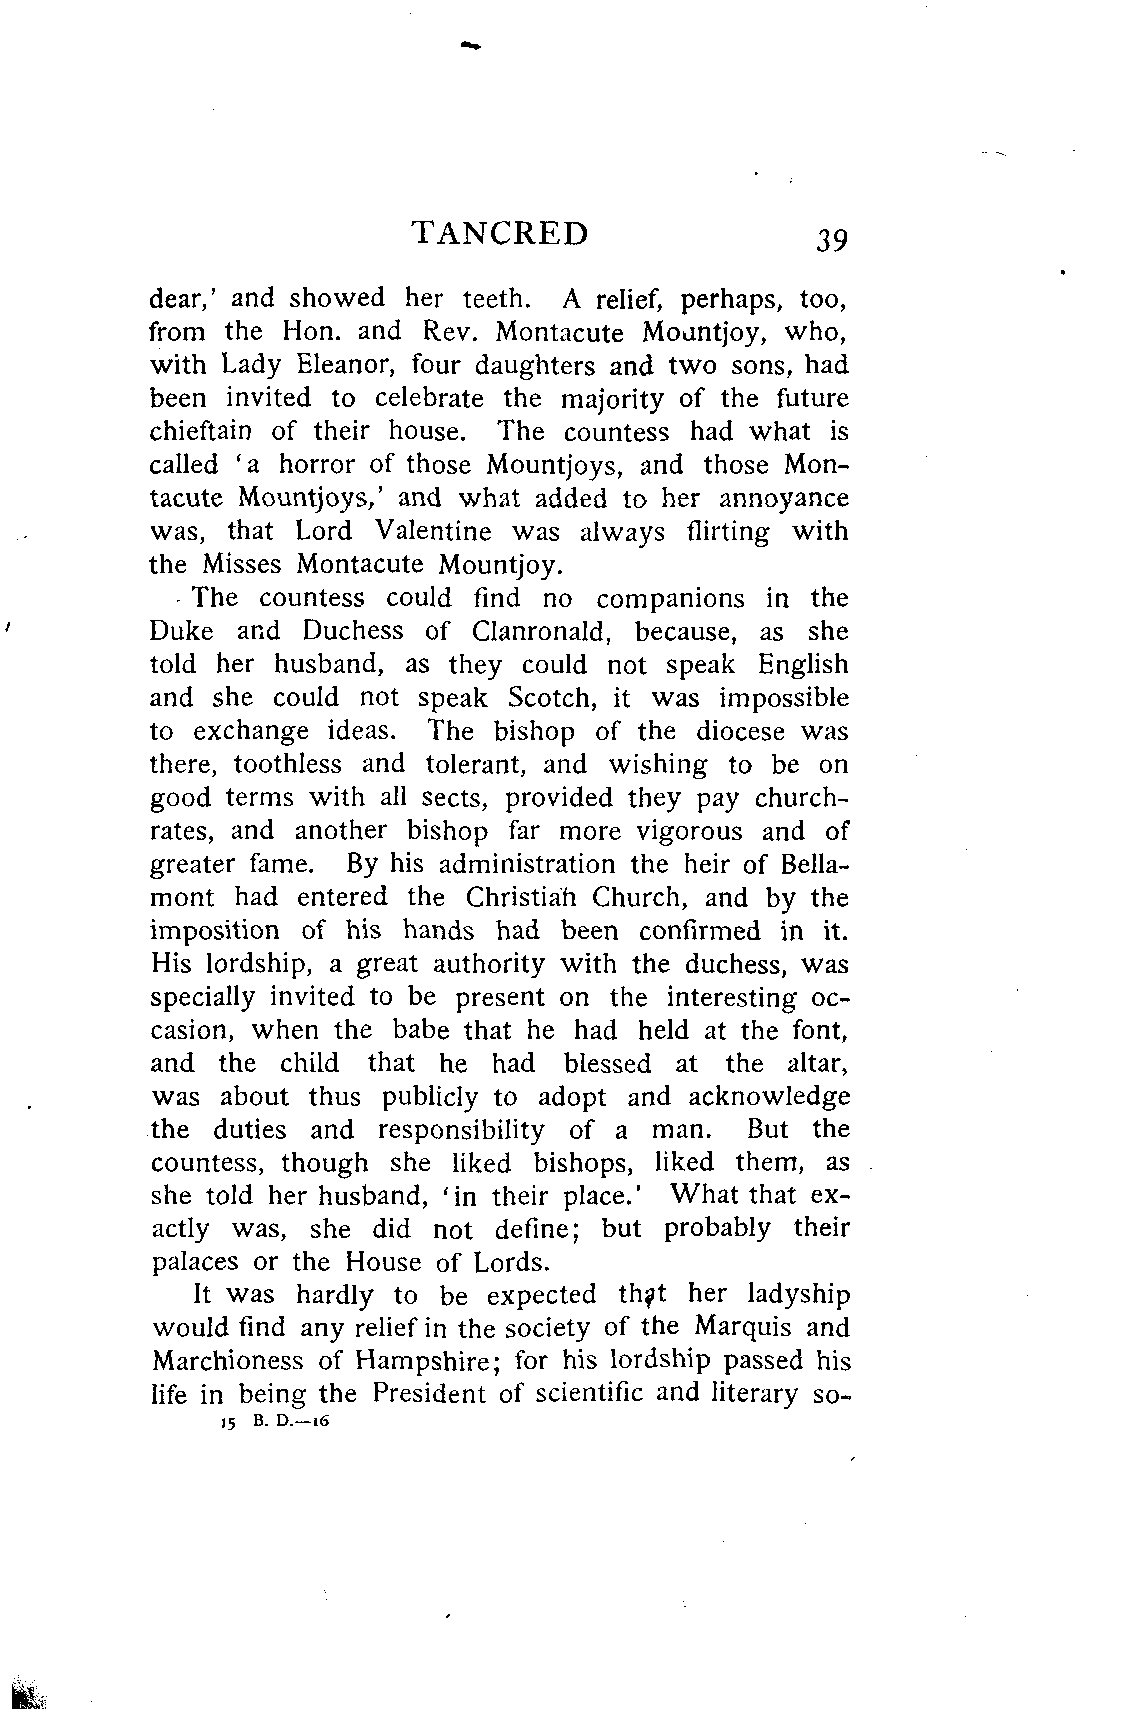 TANCRED 39
dear,' and showed her teeth. A relief, perhaps, too,
from the Hon. and Rev. Montacute Mountjoy, who,
with Lady Eleanor, four daughters and two sons, had
been invited to celebrate the majority of the future
chieftain of their house. The countess had what is
called 'a horror of those Mountjoys, and those Mon-
tacute Mountjoys,' and what added to her annoyance
was, that Lord Valentine was always flirting with
the Misses Montacute Mountjoy.
The countess could find no companions in the
Duke and Duchess of Clanronald, because, as she
told her husband, as they could not speak English
and she could not speak Scotch, it was impossible
to exchange ideas. The bishop of the diocese was
there, toothless and tolerant, and wishing to be on
good terms with all sects, provided they pay church-
rates, and another bishop far more vigorous and of
greater fame. By his administration the heir of Bella-
mont had entered the Christian Church, and by the
imposition of his hands had been confirmed in it.
His lordship, a great authority with the duchess, was
specially invited to be present on the interesting oc-
casion, when the babe that he had held at the font,
and the child that he had blessed at the altar,
was about thus publicly to adopt and acknowledge
the duties and responsibility of a man. But the
countess, though she liked bishops, liked them, as
she told her husband, 'in their place.' What that ex-
actly was, she did not define; but probably their
palaces or the House of Lords.
It was hardly to be expected that her ladyship
would find any relief in the society of the Marquis and
Marchioness of Hampshire; for his lordship passed his
life in being the President of scientific and literary so-
15 B. D.—16